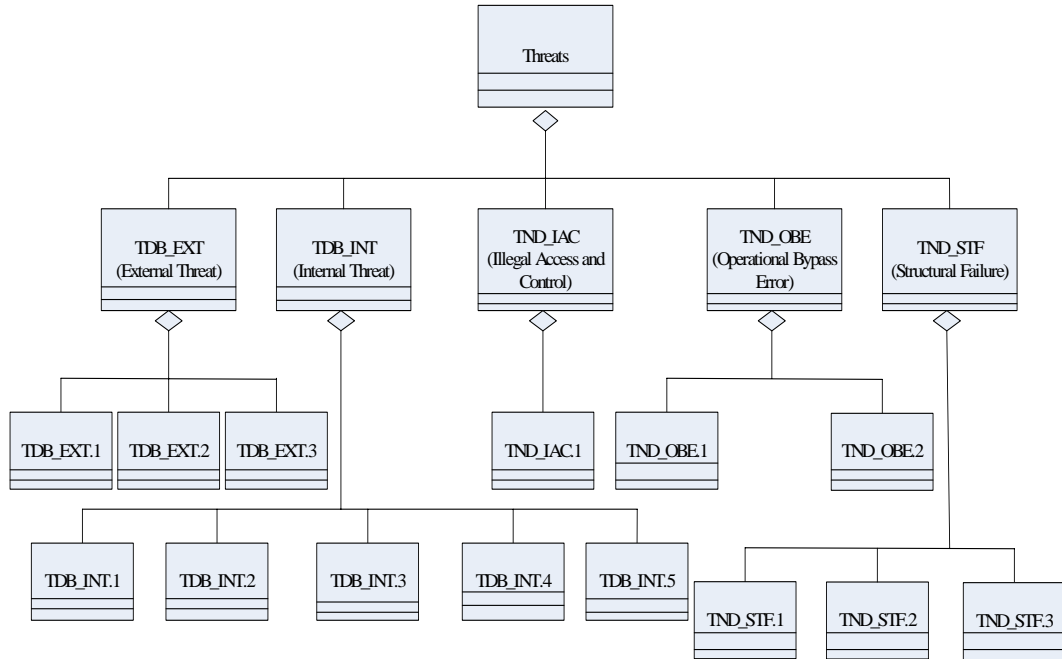 Threats
TDB_EXT
(External Threat)
TDB_INT
(Internal Threat)
TND_IAC
(Illegal Access and
Control)
TND_OBE
(Operational Bypass
Error)
TND_STF
(Structural Failure)
TDB_EXT.1
TDB_EXT.2
TDB_EXT.3
TND_IAC.1
TND_OBE.1
TND_OBE.2
TDB_INT.1
TDB_INT.2
TDB_INT.3
TDB_INT.4
TDB_INT.5
TND_STF.1
TND_STF.2
TND_STF.3